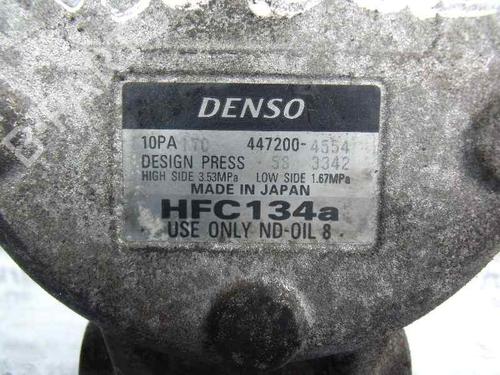 DENSO
10PA17C 447200-4554
DESIGN PRESS 58 3342
HIGH SIDE 3.53MPa LOW SIDE 1.67MPa
MADE IN JAPAN
HFC134a
USE ONLY ND-OIL 8